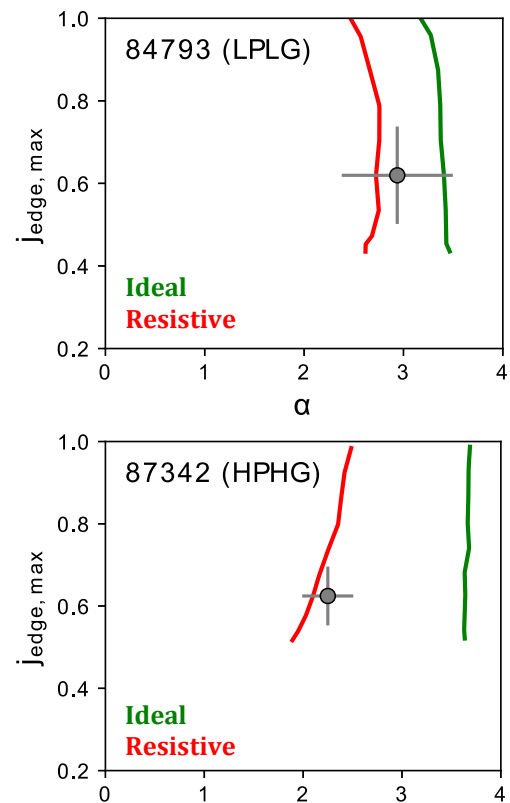 84793 (LPLG)
1.0
0.8
0.6
0.4
0.2
jedge, max
Ideal
Resistive
0 1 2 3 4
α
87342 (HPHG)
1.0
0.8
0.6
0.4
0.2
jedge, max
Ideal
Resistive
0 1 2 3 4